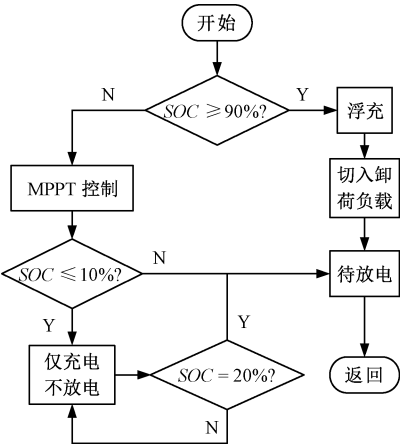 开始
N
SOC ≥90%?
Y
浮充
MPPT 控制
切入卸
荷负载
SOC ≤10%?
N
待放电
Y
Y
仅充电
不放电
SOC = 20%?
返回
N